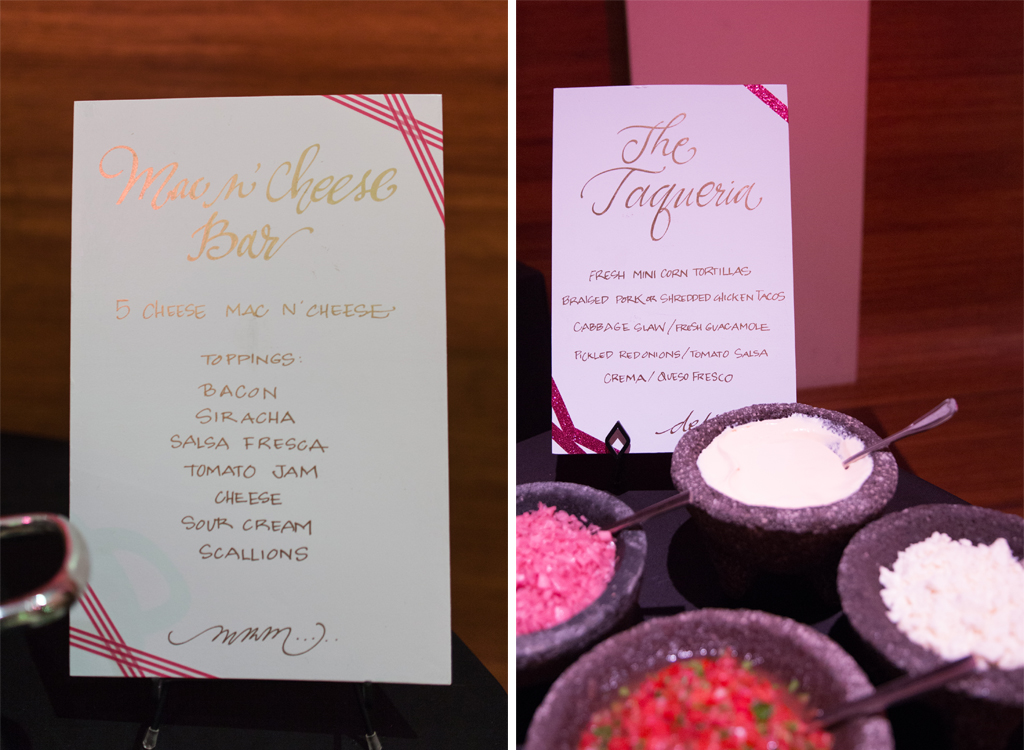 Mac n' Cheese
Bar
5 CHEESE MAC N' CHEESE
TOPPINGS:
BACON
SIRACHA
SALSA FRESCA
TOMATO JAM
CHEESE
SOUR CREAM
SCALLIONS
mmm.....
The
Taqueria
FRESH MINI CORN TORTILLAS
BRAISED PORK OR SHREDDED CHICKEN TACOS
CABBAGE SLAW/FRESH GUACAMOLE
PICKLED RED ONIONS/TOMATO SALSA
CREMA/QUESO FRESCO